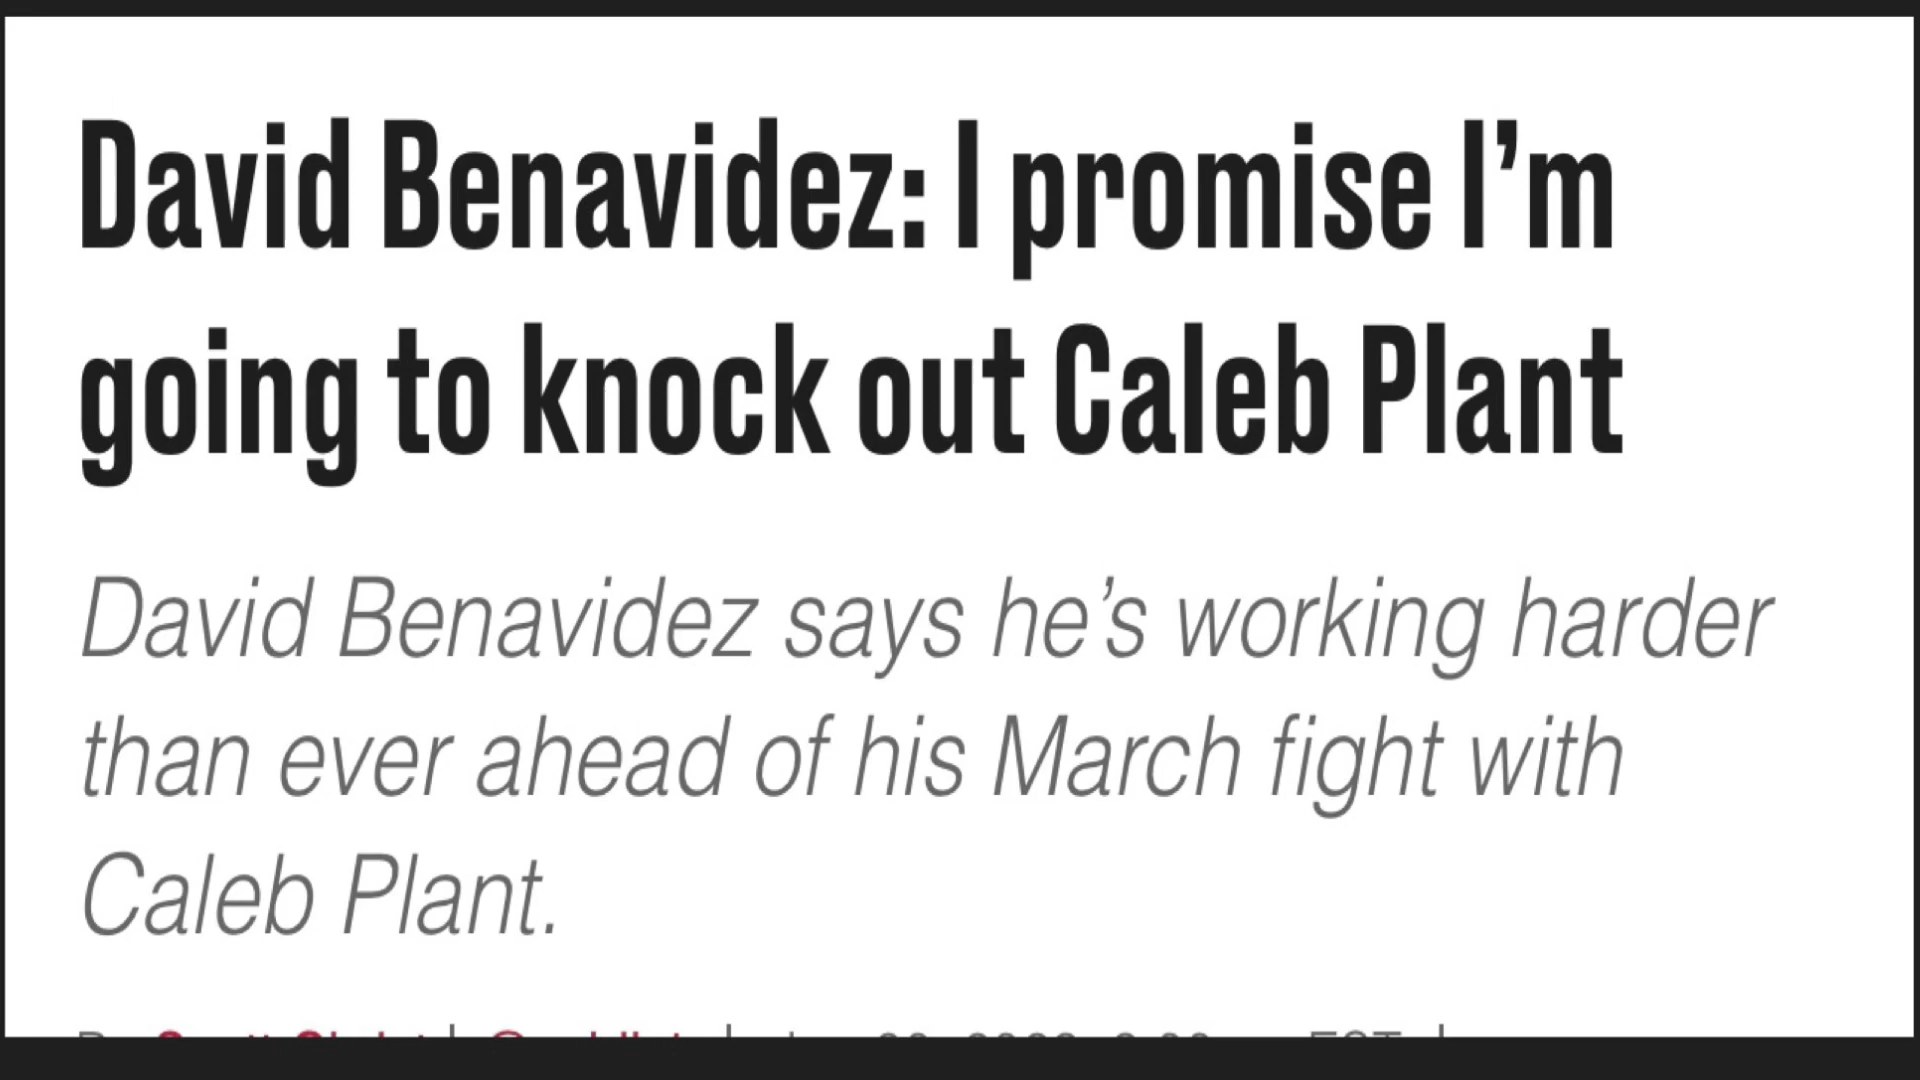 David Benavidez: I promise I’m
going to knock out Caleb Plant
David Benavidez says he’s working harder
than ever ahead of his March fight with
Caleb Plant.